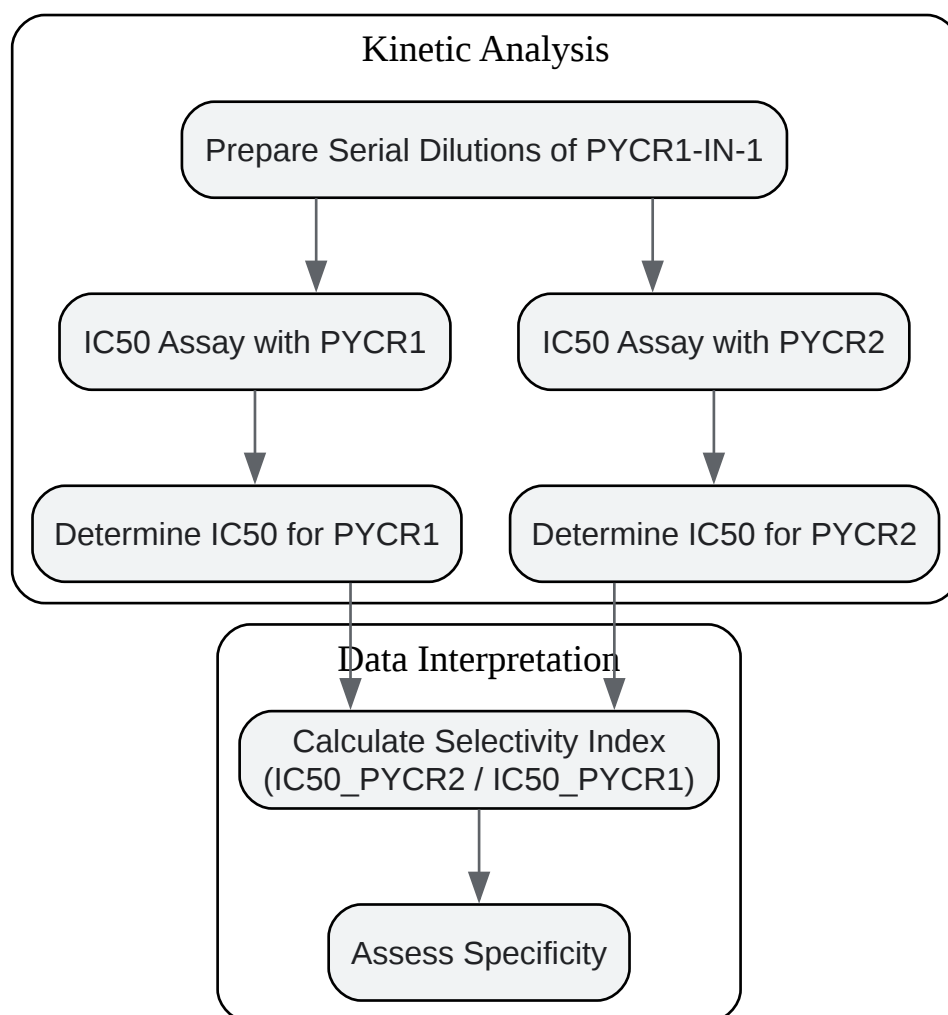 Kinetic Analysis
Prepare Serial Dilutions of PYCR1-IN-1
IC50 Assay with PYCR1
IC50 Assay with PYCR2
Determine IC50 for PYCR1
Determine IC50 for PYCR2
Data Interpretation
Calculate Selectivity Index
(IC50_PYCR2 / IC50_PYCR1)
Assess Specificity